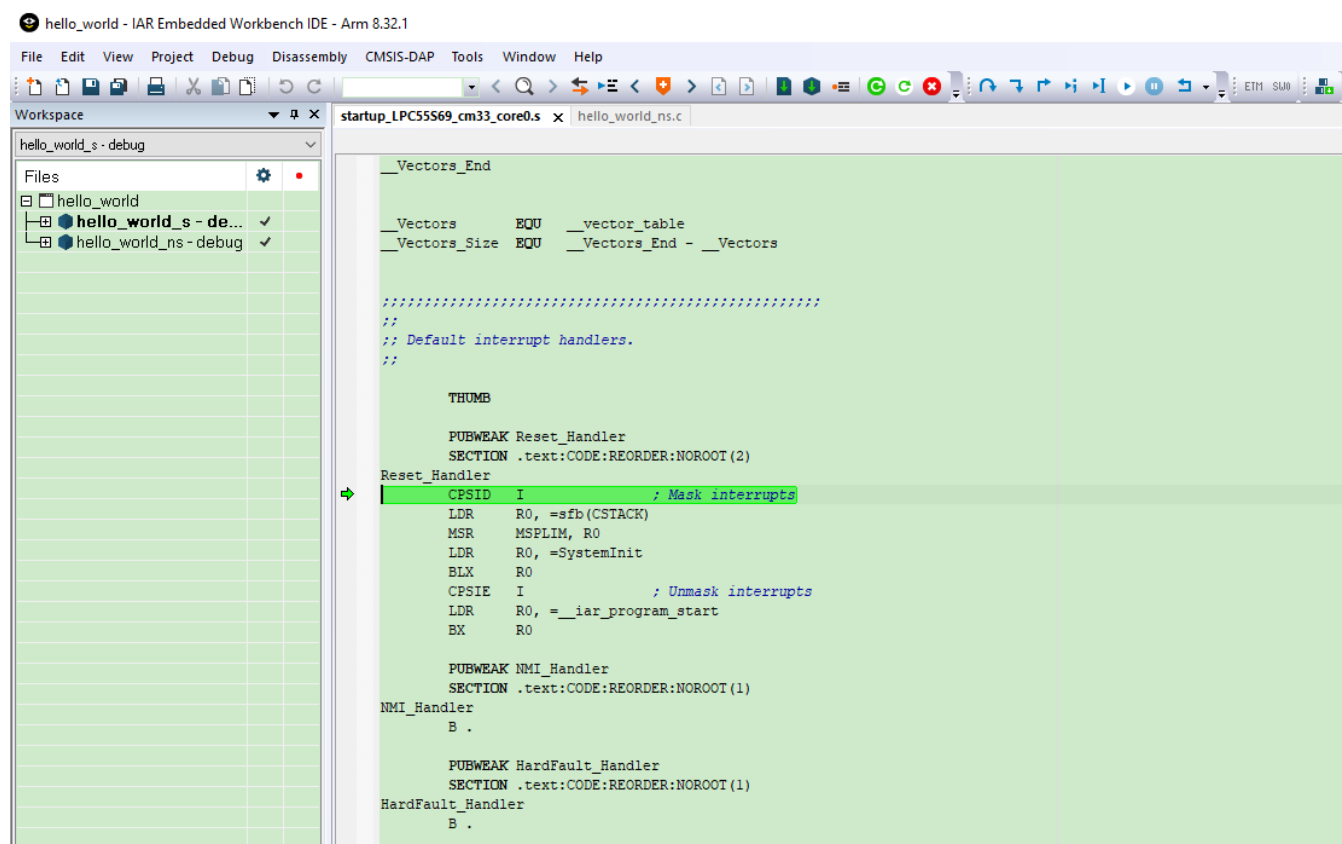 hello_world - IAR Embedded Workbench IDE - Arm 8.32.1
File Edit View Project Debug Disassembly CMSIS-DAP Tools Window Help
ETM SWO
Workspace
startup_LPC55S69_cm33_core0.s x hello_world_ns.c
hello_world_s - debug
Files
hello_world
hello_world_s - de...
hello_world_ns - debug
__Vectors_End
__Vectors EQU __vector_table
__Vectors_Size EQU __Vectors_End - __Vectors
;;;;;;;;;;;;;;;;;;;;;;;;;;;;;;;;;;;;;;;;;;;;;;;;;;;;
;;
;; Default interrupt handlers.
;;
THUMB
PUBWEAK Reset_Handler
SECTION .text:CODE:REORDER:NOROOT(2)
Reset_Handler
CPSID I ; Mask interrupts
LDR R0, =sfb(CSTACK)
MSR MSPLIM, R0
LDR R0, =SystemInit
BLX R0
CPSIE I ; Unmask interrupts
LDR R0, =__iar_program_start
BX R0
PUBWEAK NMI_Handler
SECTION .text:CODE:REORDER:NOROOT(1)
NMI_Handler
B .
PUBWEAK HardFault_Handler
SECTION .text:CODE:REORDER:NOROOT(1)
HardFault_Handler
B .